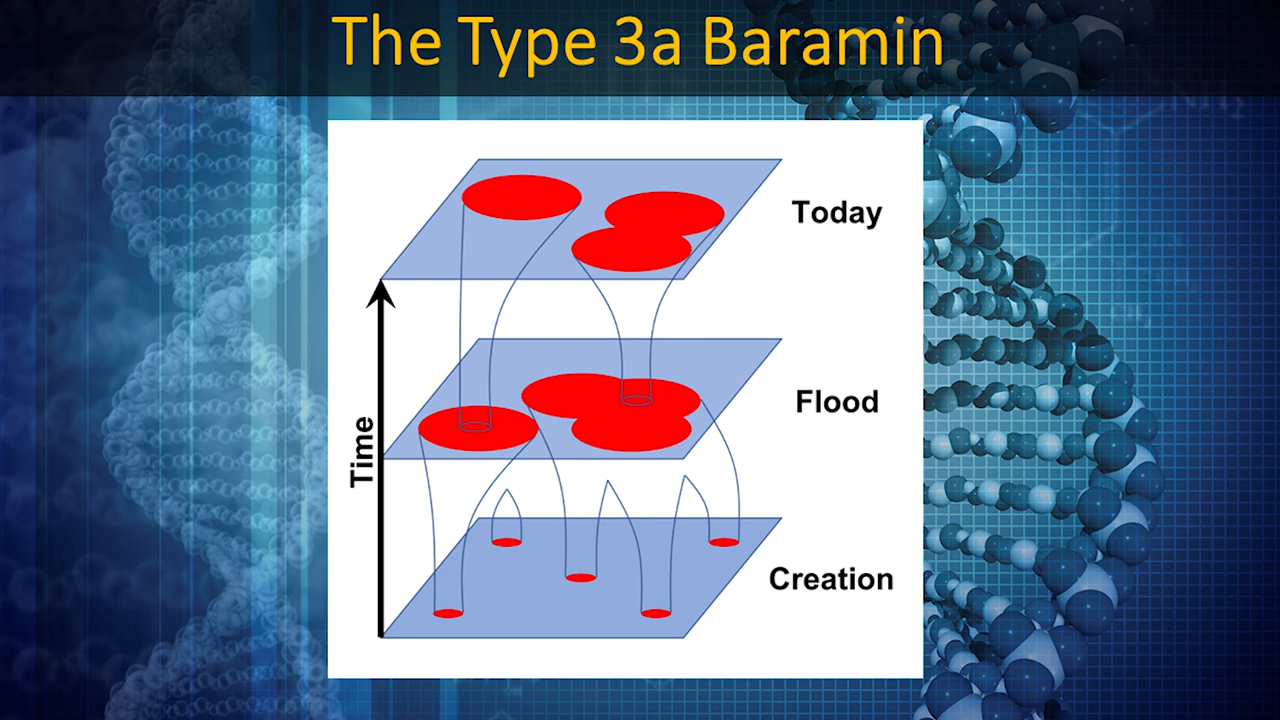 The Type 3a Baramin
Today
Flood
Time
Creation